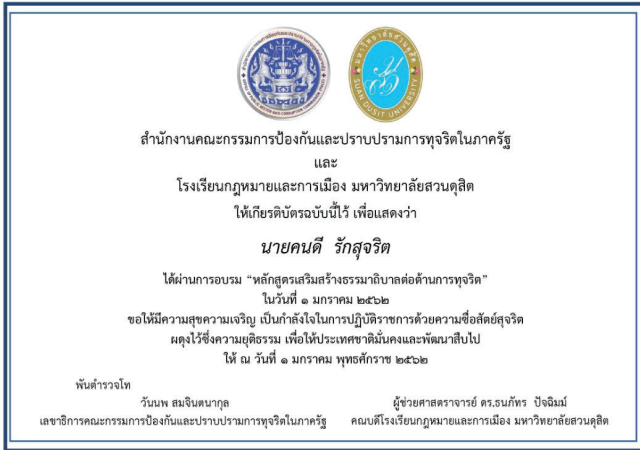 สำนักงานคณะกรรมการป้องกันและปราบปรามการทุจริตในภาครัฐ
และ
โรงเรียนกฎหมายและการเมือง มหาวิทยาลัยสวนดุสิต
ให้เกียรติบัตรฉบับนี้ไว้ เพื่อแสดงว่า
นายคนดี รักสุจริต
ได้ผ่านการอบรม “หลักสูตรเสริมสร้างธรรมาภิบาลต่อต้านการทุจริต”
ในวันที่ ๑ มกราคม ๒๕๖๒
ขอให้มีความสุขความเจริญ เป็นกำลังใจในการปฏิบัติราชการด้วยความซื่อสัตย์สุจริต
ผดุงไว้ซึ่งความยุติธรรม เพื่อให้ประเทศชาติมั่นคงและพัฒนาสืบไป
ให้ ณ วันที่ ๑ มกราคม พุทธศักราช ๒๕๖๒
พันตำรวจโท
วันนพ สมจินตนากุล
เลขาธิการคณะกรรมการป้องกันและปราบปรามการทุจริตในภาครัฐ
ผู้ช่วยศาสตราจารย์ ดร.ธนภัทร ปัจฉิมม์
คณบดีโรงเรียนกฎหมายและการเมือง มหาวิทยาลัยสวนดุสิต
มหาวิทยาลัยสวนดุสิต
SUAN DUSIT UNIVERSITY